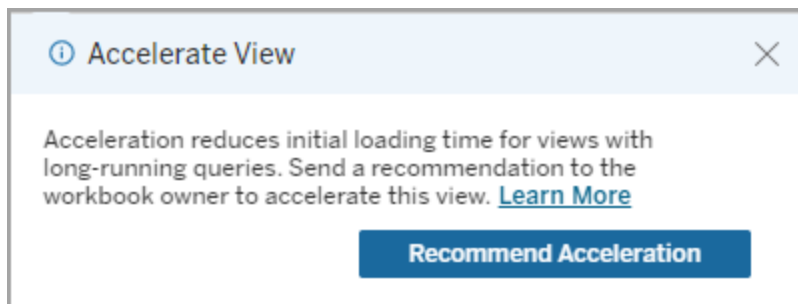 Accelerate View
Acceleration reduces initial loading time for views with
long-running queries. Send a recommendation to the
workbook owner to accelerate this view. Learn More
Recommend Acceleration